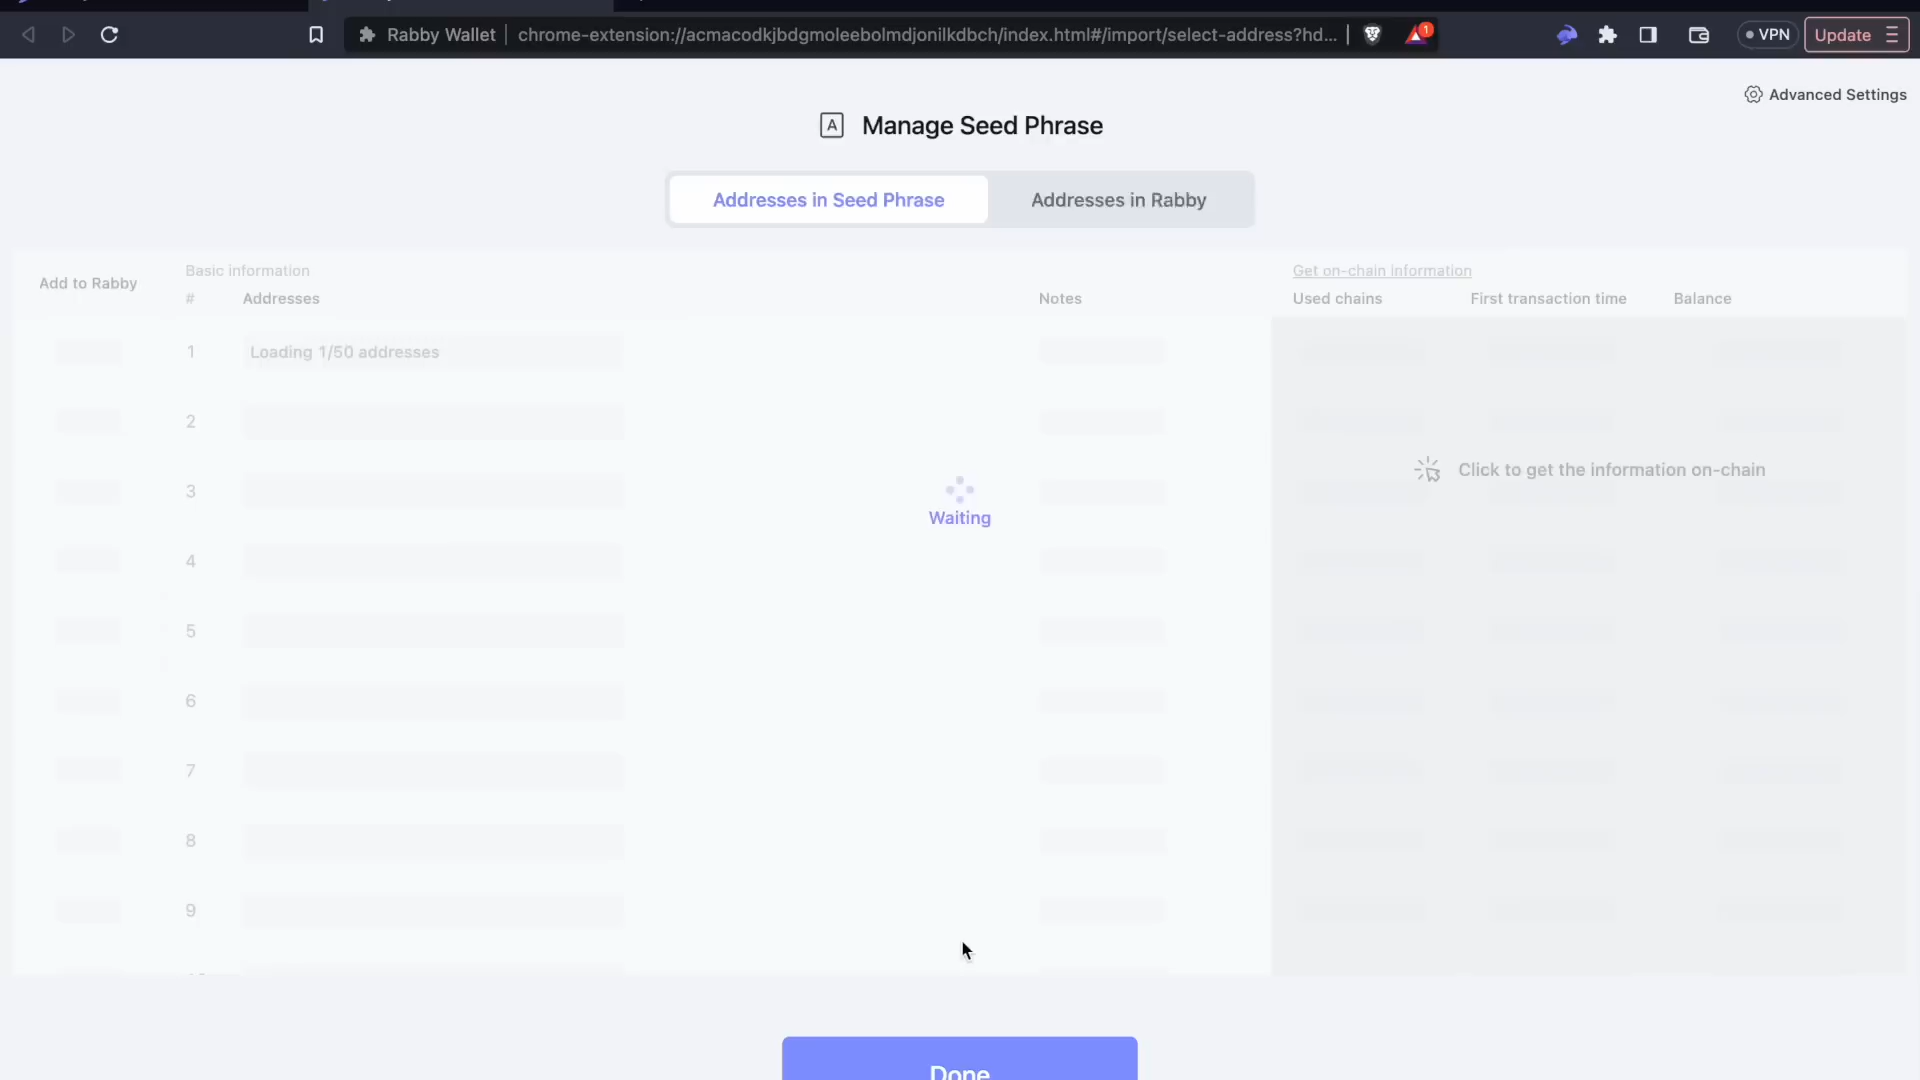 Rabby Wallet | chrome-extension://acmacodkjbdgmoleebolmdjonilkdbch/index.html#/import/select-address?hd... | 1 VPN Update
Advanced Settings
A Manage Seed Phrase
Addresses in Seed Phrase Addresses in Rabby
Add to Rabby Basic information Get on-chain information
# Addresses Notes Used chains First transaction time Balance
1 Loading 1/50 addresses
2
Click to get the information on-chain
3
Waiting
4
5
6
7
8
9
Done